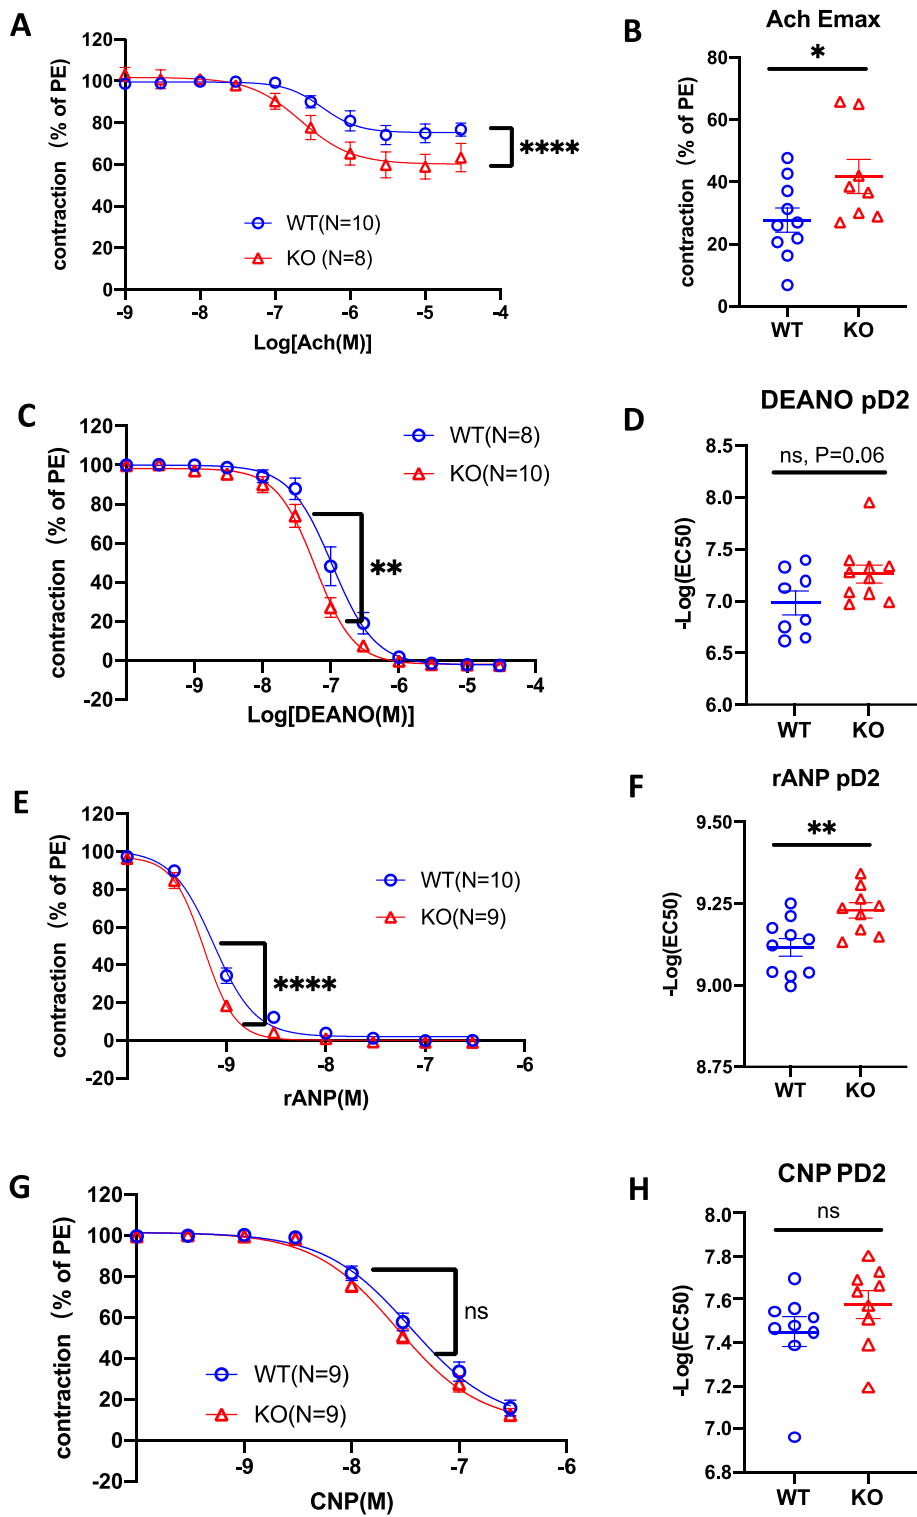 A
120
100
80
60
40
20
0
contraction (% of PE)
****
WT(N=10)
KO (N=8)
-9 -8 -7 -6 -5 -4
Log[Ach(M)]
B
Ach Emax
*
80
60
40
20
0
contraction (% of PE)
WT KO
C
120
100
80
60
40
20
0
-20
contraction (% of PE)
WT(N=8)
KO(N=10)
**
-9 -8 -7 -6 -5 -4
Log[DEANO(M)]
D
DEANO pD2
ns, P=0.06
8.5
8.0
7.5
7.0
6.5
6.0
-Log(EC50)
WT KO
E
120
100
80
60
40
20
0
-20
contraction (% of PE)
WT(N=10)
KO(N=9)
****
-9 -8 -7 -6
rANP(M)
F
rANP pD2
**
9.50
9.25
9.00
8.75
-Log(EC50)
WT KO
G
120
100
80
60
40
20
0
-20
contraction (% of PE)
ns
WT(N=9)
KO(N=9)
-9 -8 -7 -6
CNP(M)
H
CNP PD2
ns
8.0
7.8
7.6
7.4
7.2
7.0
6.8
-Log(EC50)
WT KO